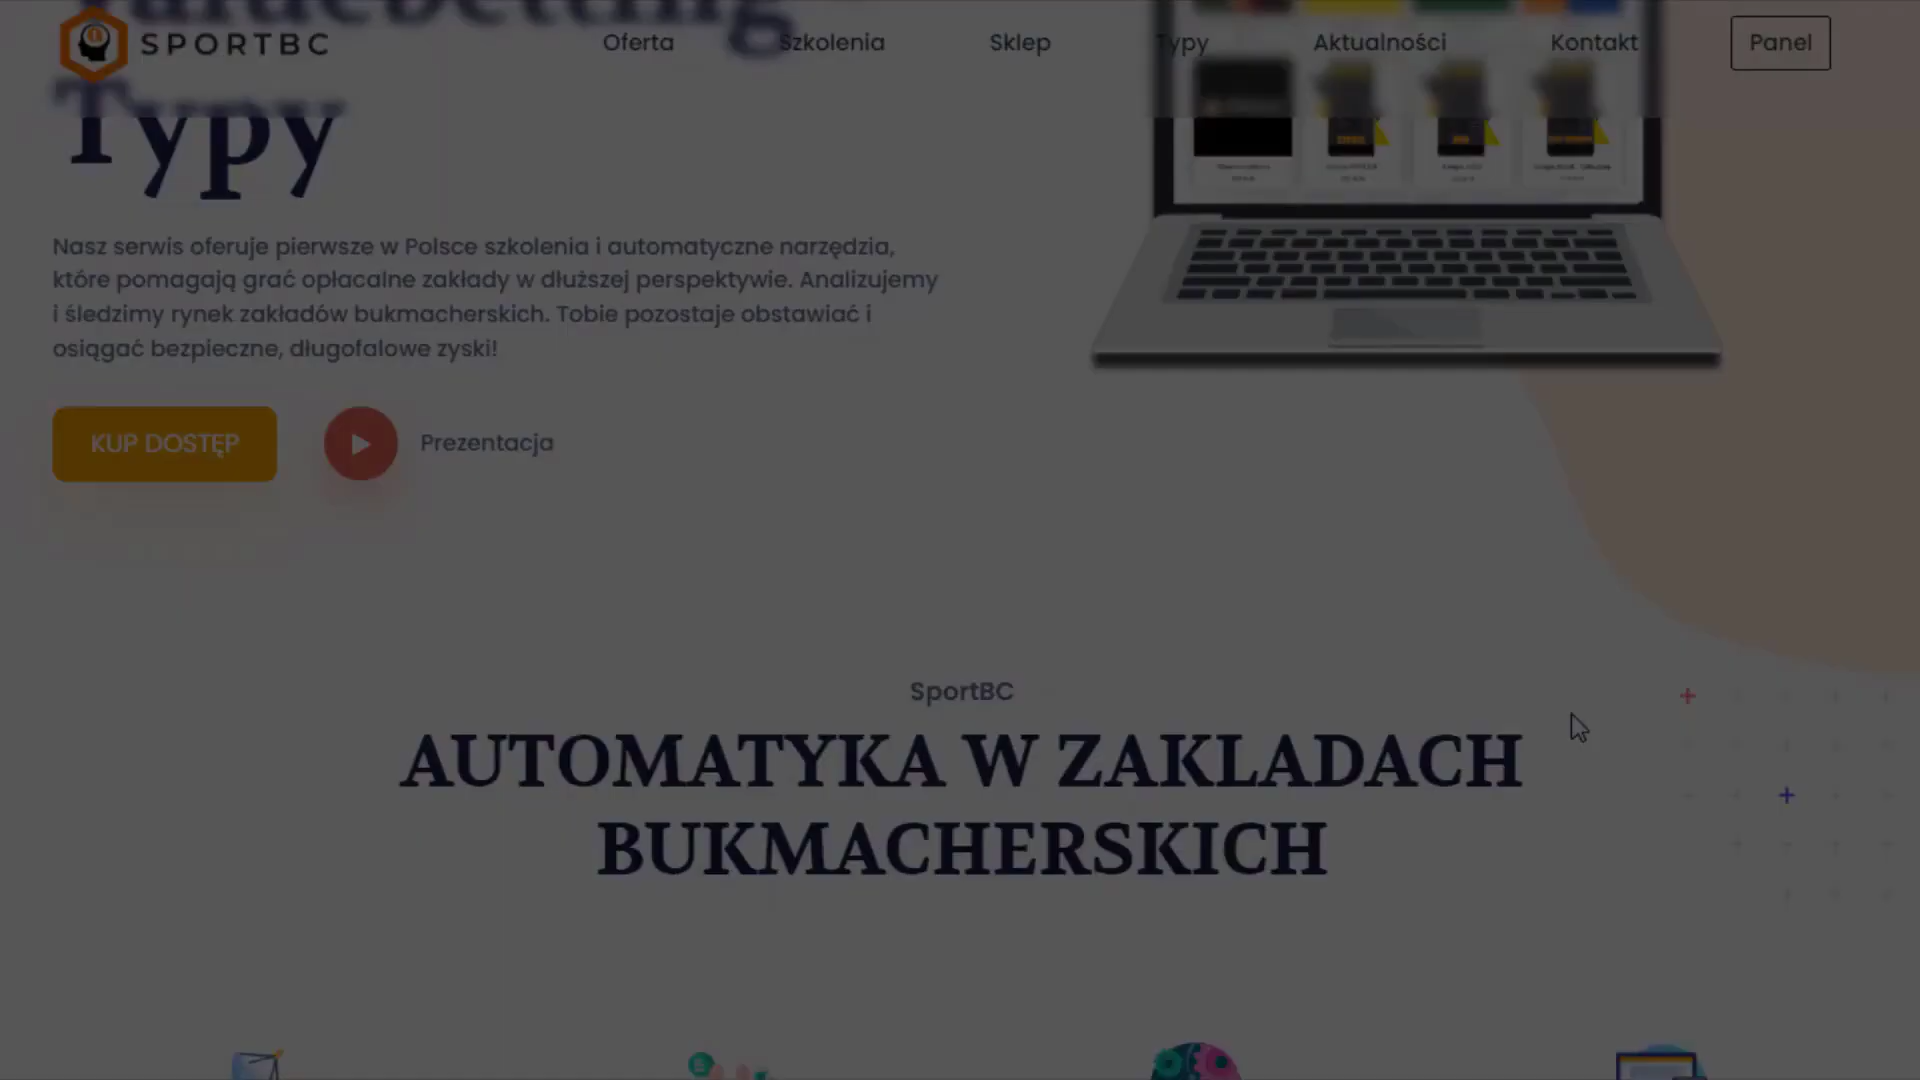 Valuebetting
SPORTBC
Oferta
Szkolenia
Sklep
Typy
Aktualności
Kontakt
Panel
Typy
Nasz serwis oferuje pierwsze w Polsce szkolenia i automatyczne narzędzia,
które pomagają grać opłacalne zakłady w dłuższej perspektywie. Analizujemy
i śledzimy rynek zakładów bukmacherskich. Tobie pozostaje obstawiać i
osiągać bezpieczne, długofalowe zyski!
KUP DOSTĘP
Prezentacja
SportBC
AUTOMATYKA W ZAKLADACH
BUKMACHERSKICH